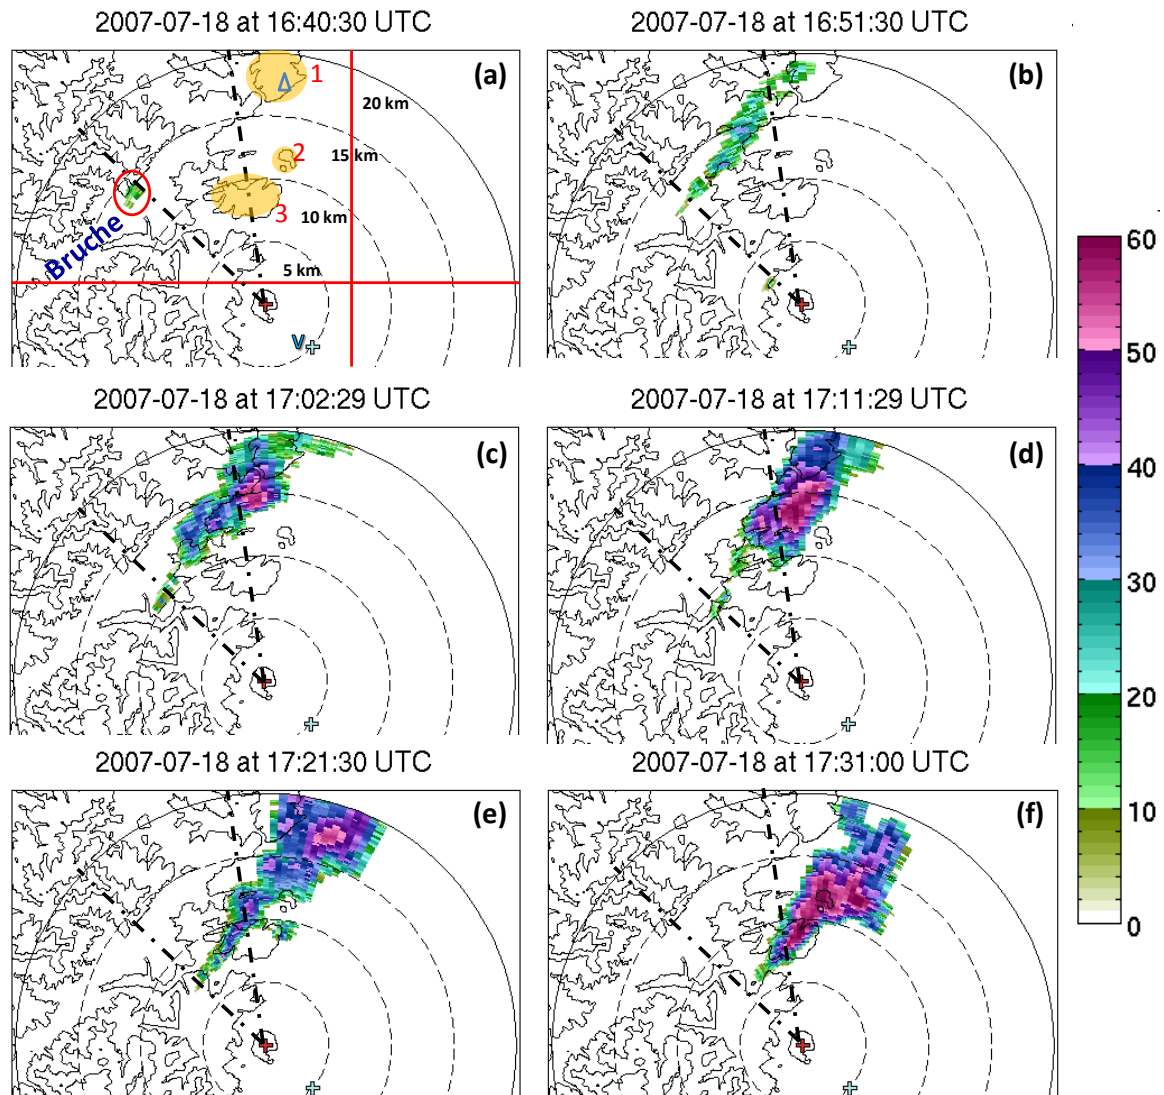 2007-07-18 at 16:40:30 UTC
2007-07-18 at 16:51:30 UTC
(a)
1
20 km
2
15 km
3
10 km
Bruche
5 km
V
(b)
60
50
40
30
20
10
0
2007-07-18 at 17:02:29 UTC
2007-07-18 at 17:11:29 UTC
(c)
(d)
2007-07-18 at 17:21:30 UTC
2007-07-18 at 17:31:00 UTC
(e)
(f)